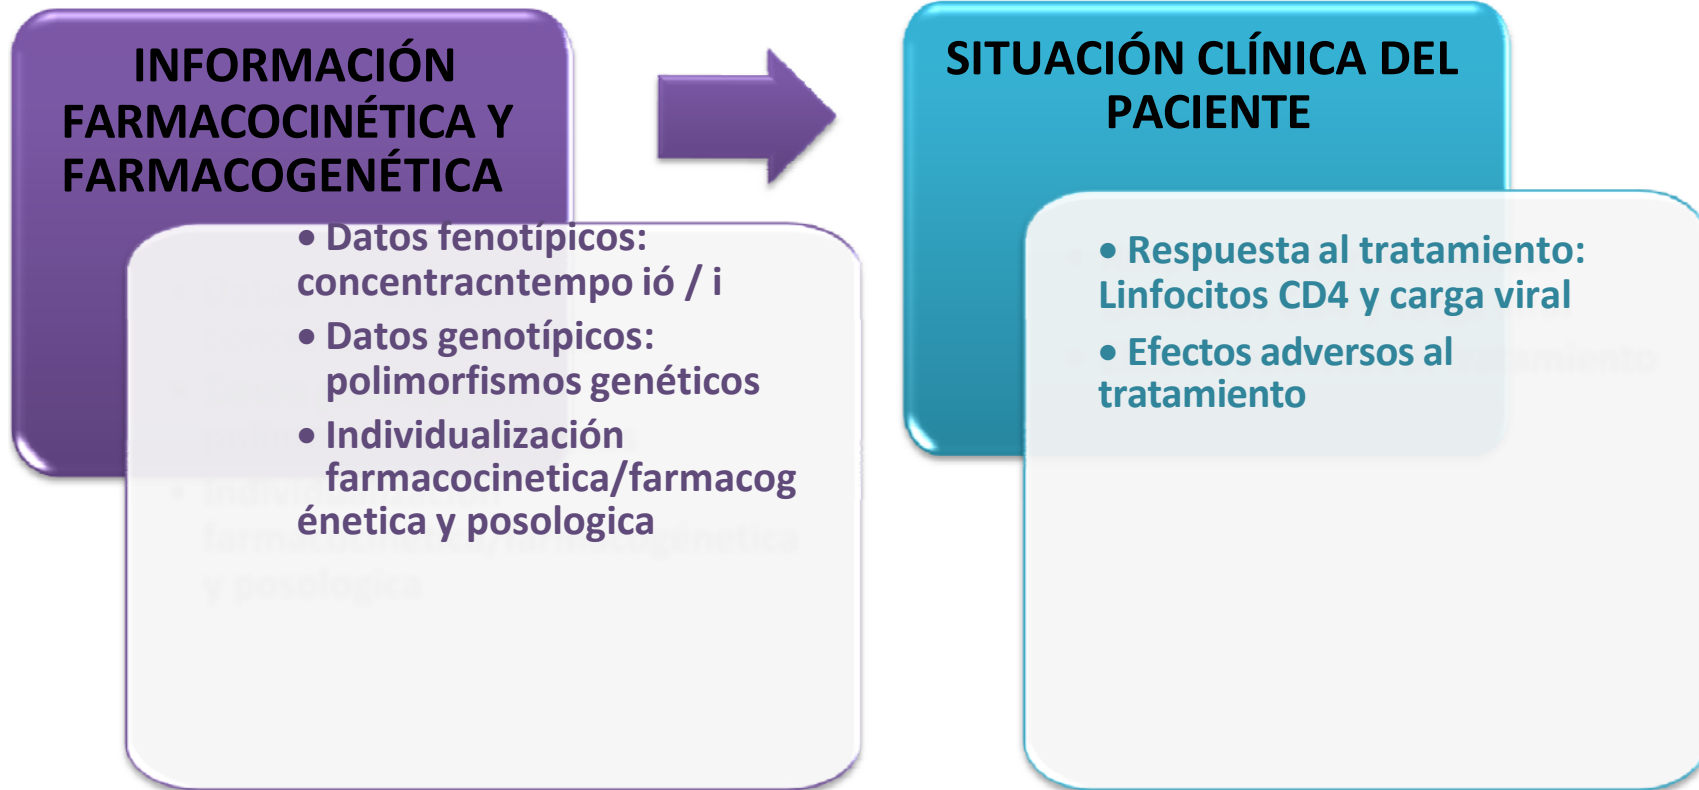 INFORMACIÓN
FARMACOCINÉTICA Y
FARMACOGENÉTICA
• Datos fenotípicos:
concentracntempo ió / i
• Datos genotípicos:
polimorfismos genéticos
• Individualización
farmacocinetica/farmacog
énetica y posologica
SITUACIÓN CLÍNICA DEL
PACIENTE
• Respuesta al tratamiento:
Linfocitos CD4 y carga viral
• Efectos adversos al
tratamiento